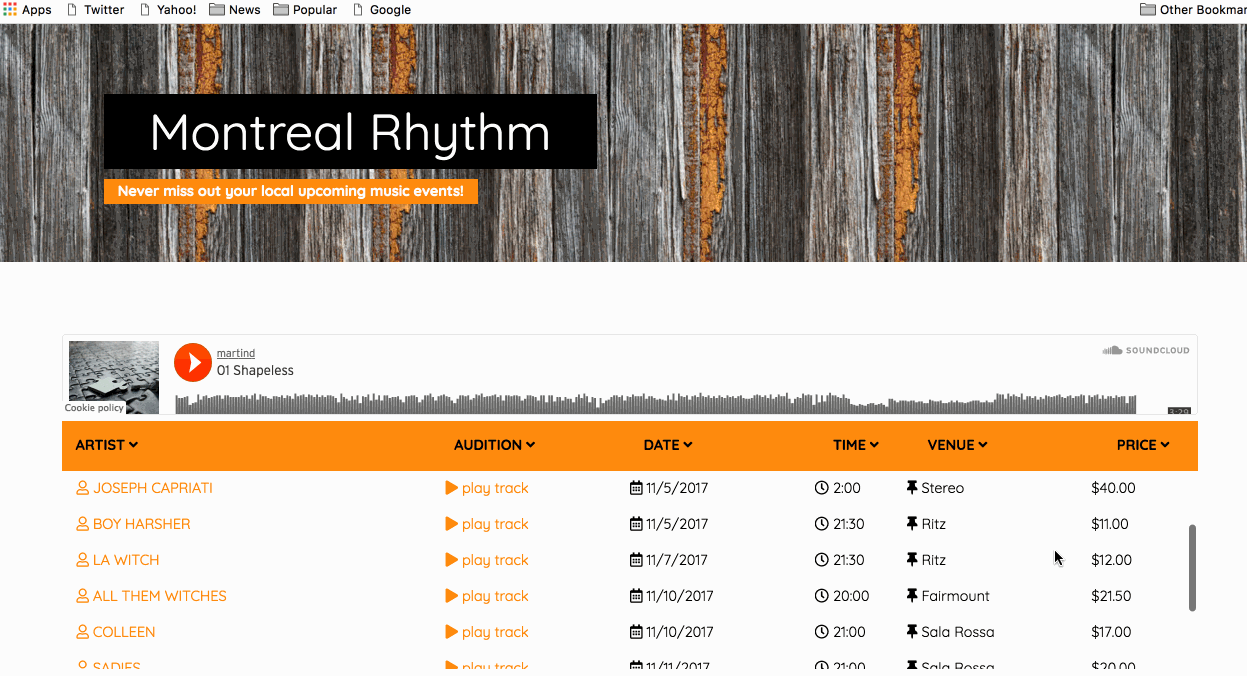 Apps Twitter Yahoo! News Popular Google Other Bookmar
Montreal Rhythm
Never miss out your local upcoming music events!
martind
SOUNDCLOUD
01 Shapeless
Cookie policy
3:29
ARTIST AUDITION DATE TIME VENUE PRICE
JOSEPH CAPRIATI play track 11/5/2017 2:00 Stereo $40.00
BOY HARSHER play track 11/5/2017 21:30 Ritz $11.00
LA WITCH play track 11/7/2017 21:30 Ritz $12.00
ALL THEM WITCHES play track 11/10/2017 20:00 Fairmount $21.50
COLLEEN play track 11/10/2017 21:00 Sala Rossa $17.00
SADIES play track 11/11/2017 21:00 Sala Rossa $20.00